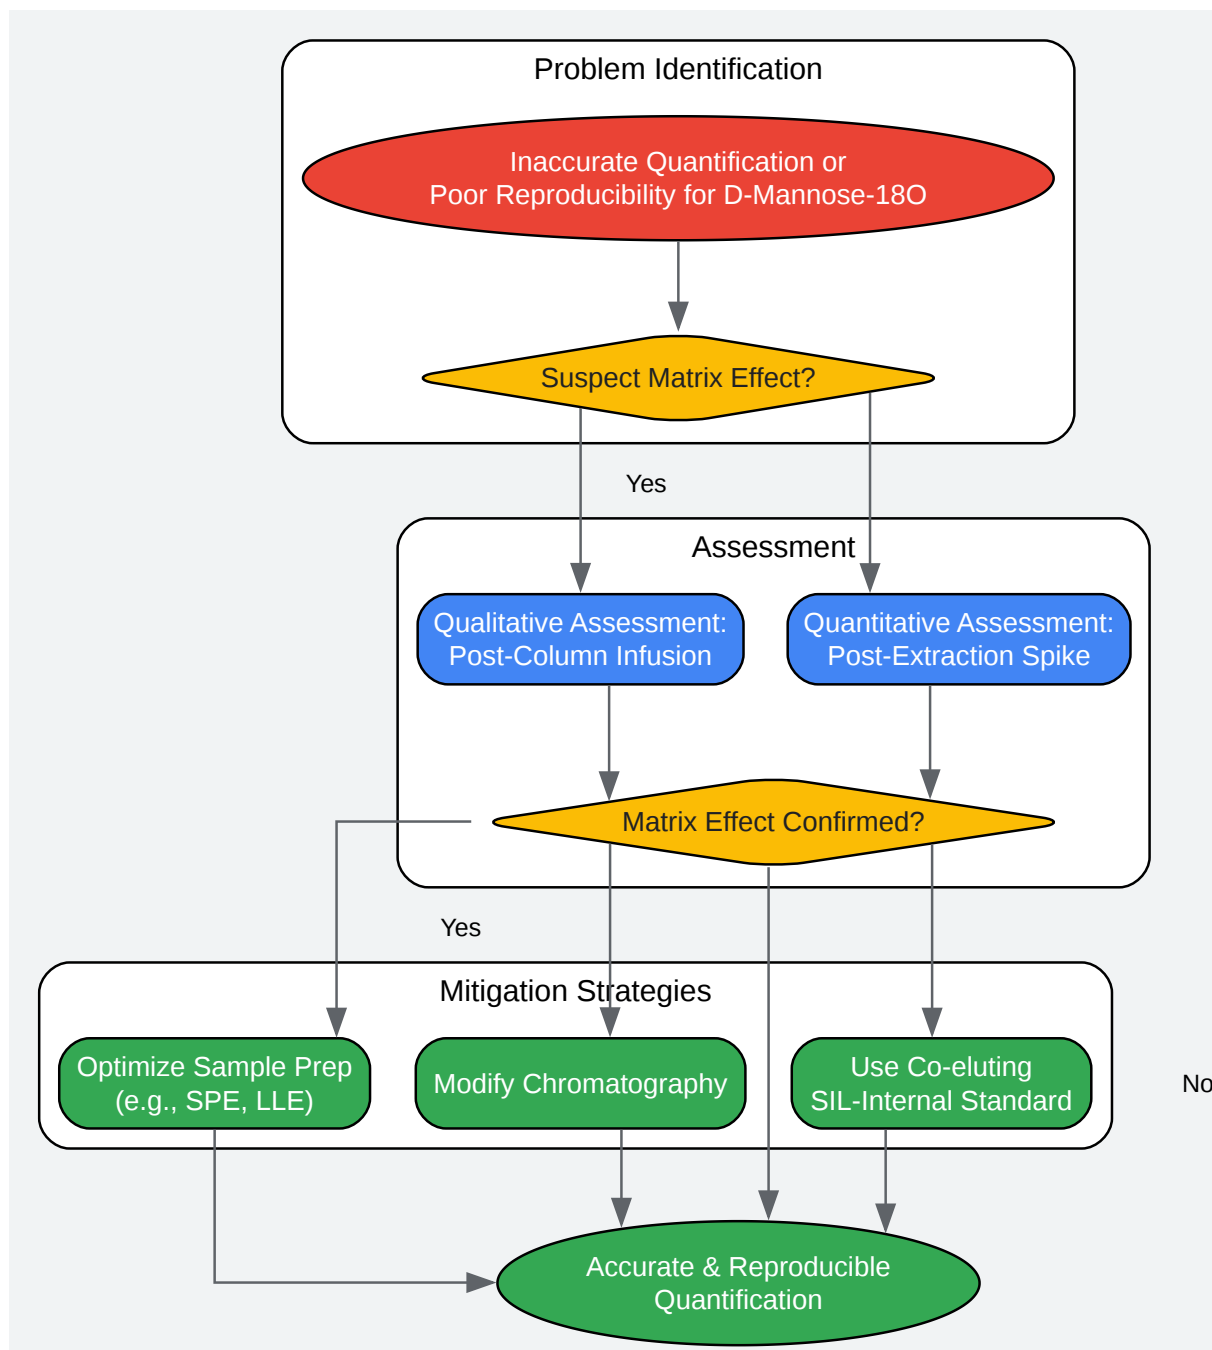 Problem Identification
Inaccurate Quantification or
Poor Reproducibility for D-Mannose-18O
Suspect Matrix Effect?
Yes
Assessment
Qualitative Assessment:
Post-Column Infusion
Quantitative Assessment:
Post-Extraction Spike
Matrix Effect Confirmed?
Yes
Mitigation Strategies
Optimize Sample Prep
(e.g., SPE, LLE)
Modify Chromatography
Use Co-eluting
SIL-Internal Standard
No
Accurate & Reproducible
Quantification